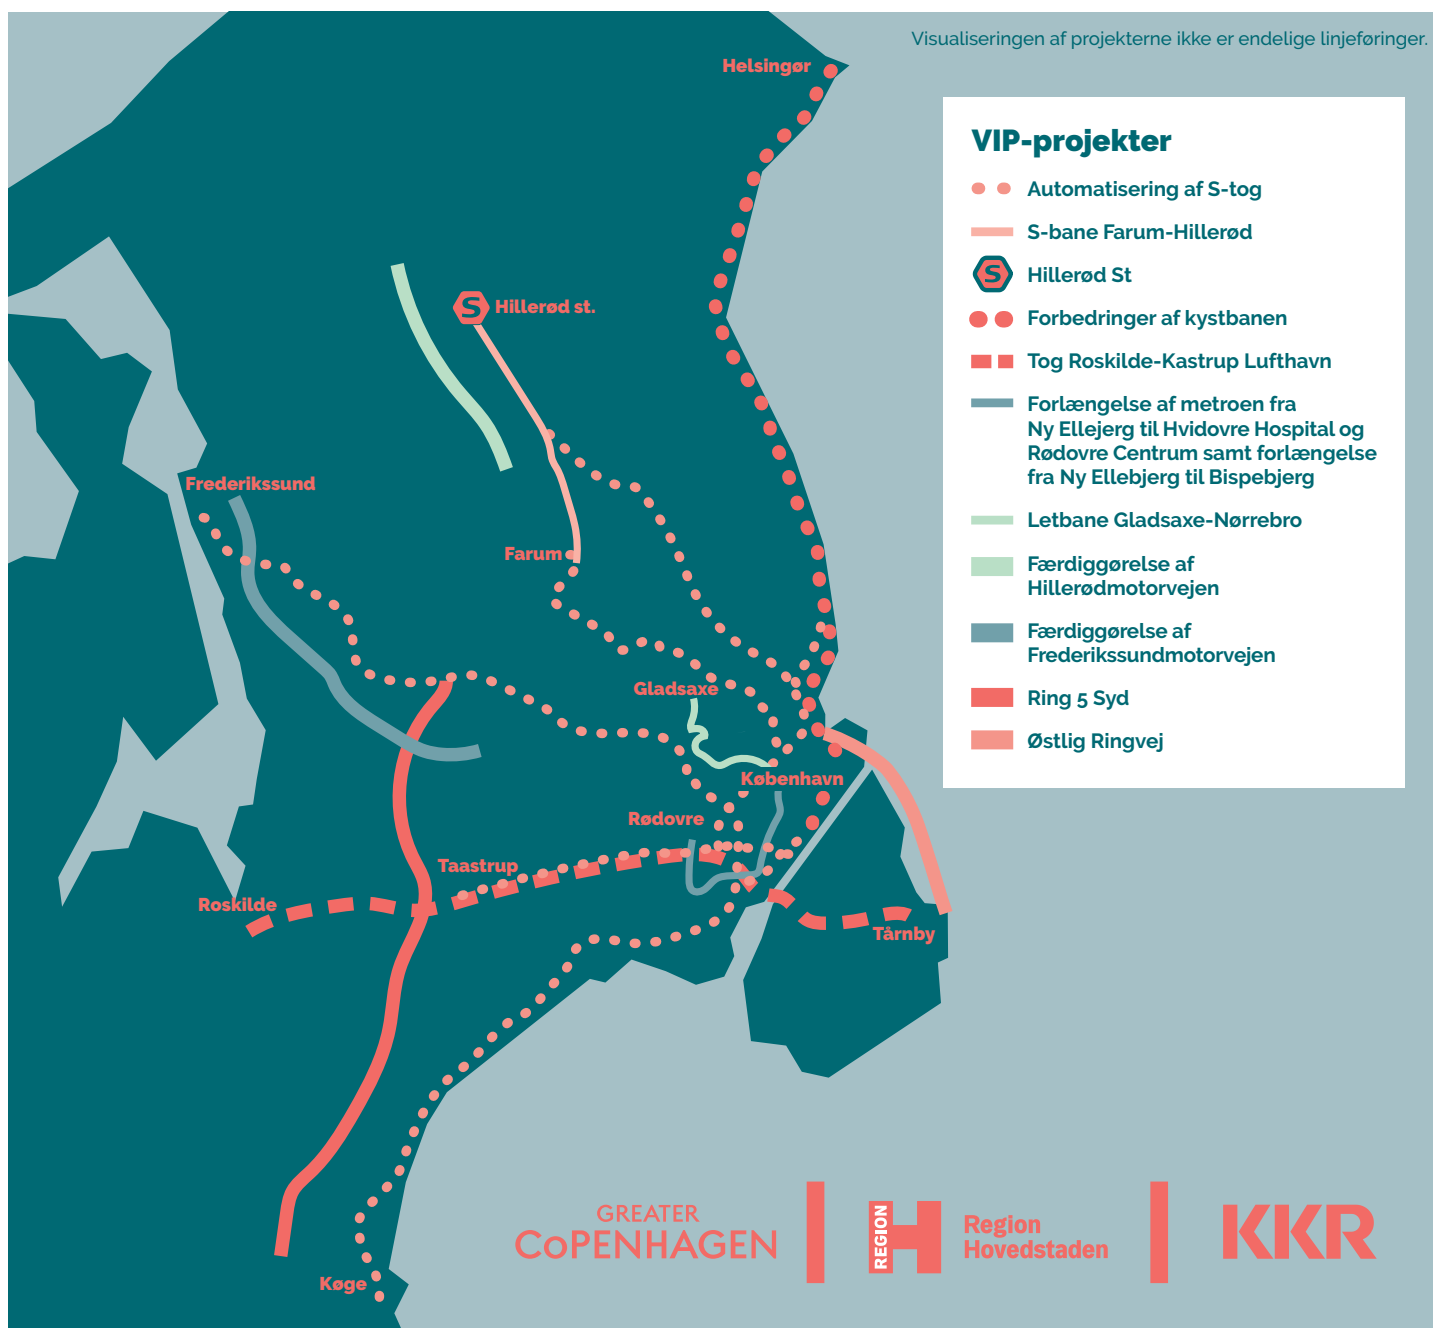 Visualiseringen af projekterne ikke er endelige linjeføringer.
Helsingør
VIP-projekter
Automatisering af S-tog
S-bane Farum-Hillerød
S
Hillerød St
Forbedringer af kystbanen
Tog Roskilde-Kastrup Lufthavn
Forlængelse af metroen fra
Ny Ellejerg til Hvidovre Hospital og
Rødovre Centrum samt forlængelse
fra Ny Ellebjerg til Bispebjerg
Letbane Gladsaxe-Nørrebro
Færdiggørelse af
Hillerødmotorvejen
Færdiggørelse af
Frederikssundmotorvejen
Ring 5 Syd
Østlig Ringvej
S
Hillerød st.
Frederikssund
Farum
Gladsaxe
København
Rødovre
Taastrup
Roskilde
Tårnby
Køge
GREATER
COPENHAGEN
REGION
H
Region
Hovedstaden
KKR